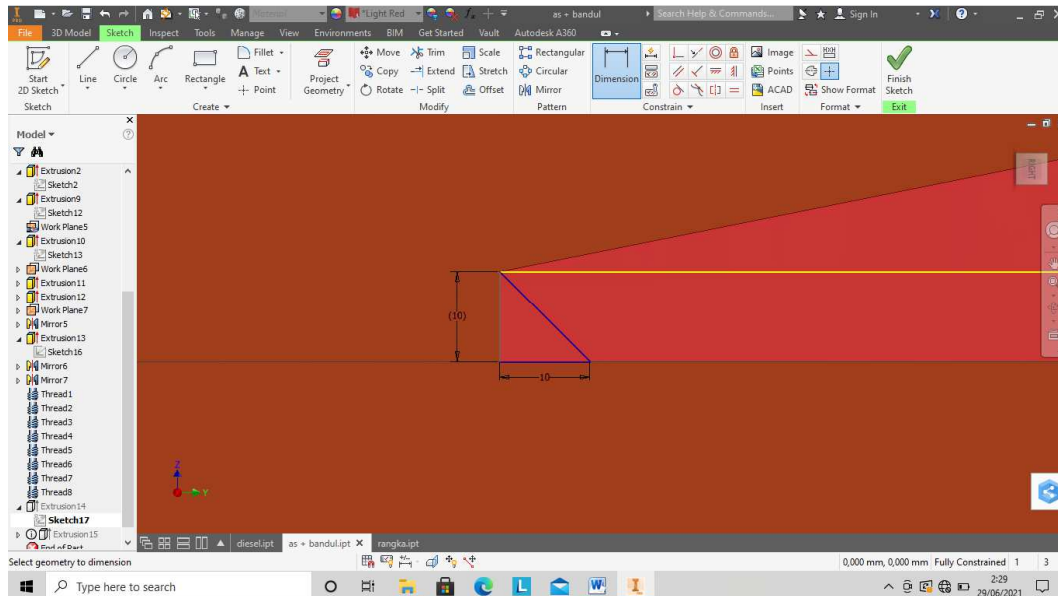 PRO
Material
*Light Red
as + bandul
Search Help & Commands...
Sign In
File 3D Model Sketch Inspect Tools Manage View Environments BIM Get Started Vault Autodesk A360
Start
2D Sketch
Line
Circle
Arc
Rectangle
Fillet
Text
A
Point
Project
Geometry
Move Trim Scale
Copy Extend Stretch
Rotate Split Offset
Rectangular
Circular
Mirror
Dimension
Image
Points
ACAD
Show Format
Finish
Sketch
Sketch Create Modify Pattern Constrain Insert Format Exit
Model
Extrusion2
Sketch2
Extrusion9
Sketch12
Work Plane5
Extrusion10
Sketch13
Work Plane6
Extrusion11
Extrusion12
Work Plane7
Mirror5
Extrusion13
Sketch16
Mirror6
Mirror7
Thread1
Thread2
Thread3
Thread4
Thread5
Thread6
Thread7
Thread8
Extrusion14
Sketch17
Extrusion15
End of Part
RIGHT
(10)
10
Z
Y
diesel.ipt as + bandul.ipt rangka.ipt
Select geometry to dimension
0,000 mm, 0,000 mm Fully Constrained 1 3
Type here to search
2:29
29/06/2021